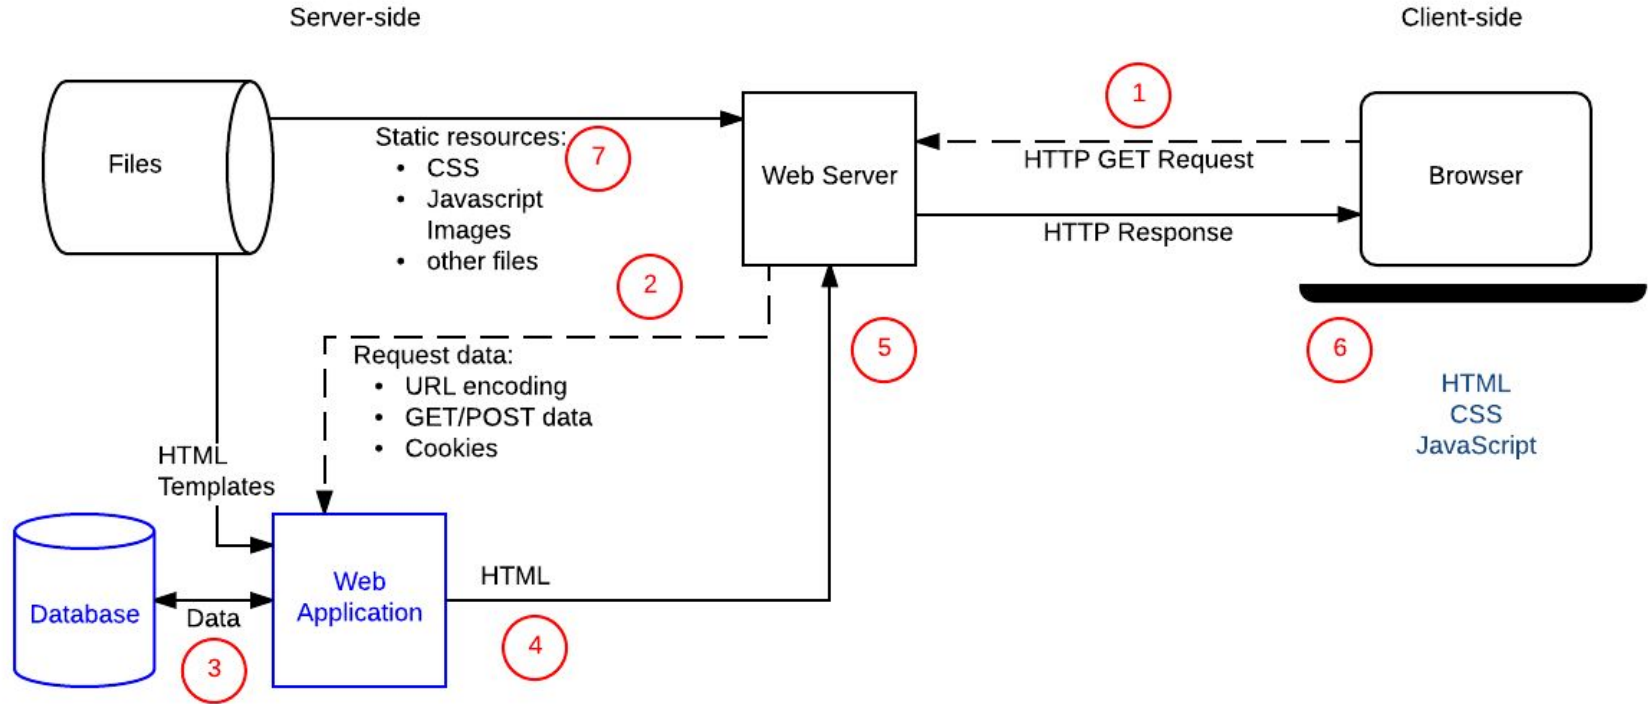 Server-side
Client-side
1
Static resources:
7
Files
• CSS
• Javascript
Images
• other files
Web Server
HTTP GET Request
HTTP Response
Browser
2
Request data:
• URL encoding
• GET/POST data
• Cookies
5
6
HTML
CSS
JavaScript
HTML
Templates
Database
Data
3
Web
Application
HTML
4